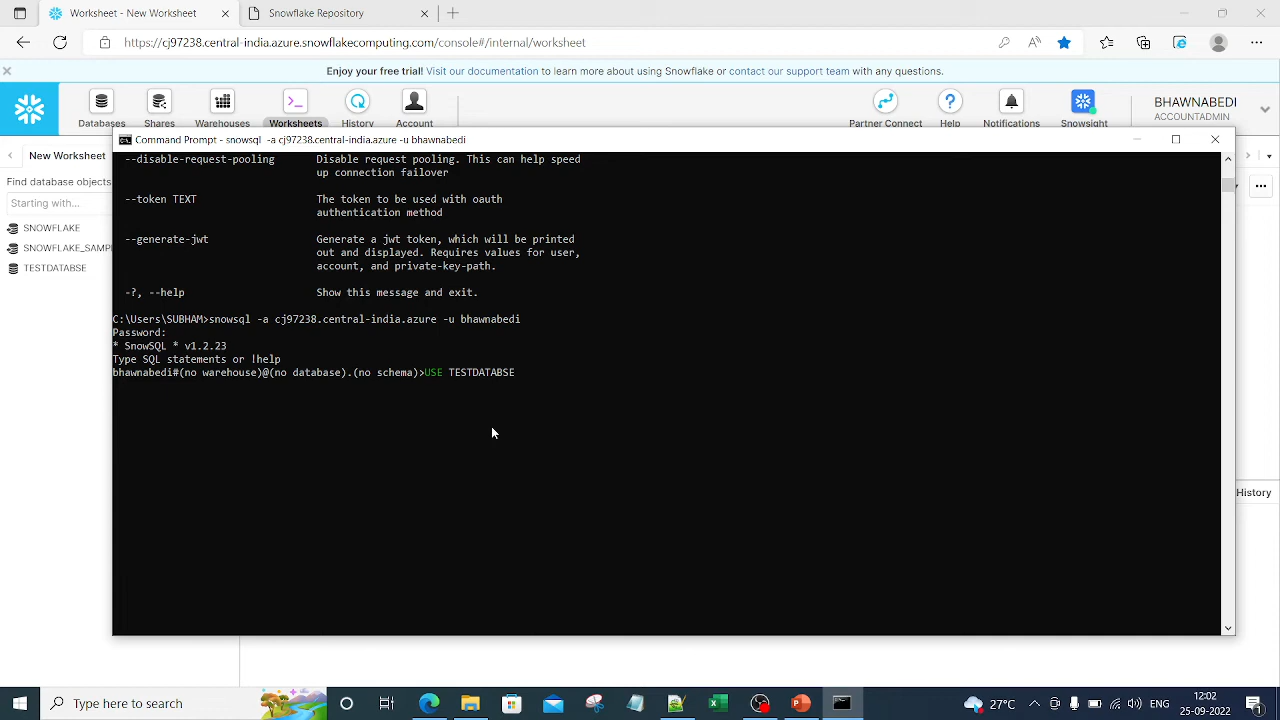 Worksheet - New Worksheet
Snowflake Repository
https://cj97238.central-india.azure.snowflakecomputing.com/console#/internal/worksheet
Enjoy your free trial! Visit our documentation to learn more about using Snowflake or contact our support team with any questions.
Databases
Shares
Warehouses
Worksheets
History
Account
Partner Connect
Help
Notifications
Snowsight
BHAWNABEDI
ACCOUNTADMIN
New Worksheet
Find database objects
Starting with...
SNOWFLAKE
SNOWFLAKE_SAMP
TESTDATABSE
Command Prompt - snowsql -a cj97238.central-india.azure -u bhawnabedi
--disable-request-pooling Disable request pooling. This can help speed
up connection failover
--token TEXT The token to be used with oauth
authentication method
--generate-jwt Generate a jwt token, which will be printed
out and displayed. Requires values for user,
account, and private-key-path.
-?, --help Show this message and exit.
C:\Users\SUBHAM>snowsql -a cj97238.central-india.azure -u bhawnabedi
Password:
* SnowSQL * v1.2.23
Type SQL statements or !help
bhawnabedi#(no warehouse)@(no database).(no schema)>USE TESTDATABSE
History
Type here to search
27°C
ENG
12:02
25-09-2022